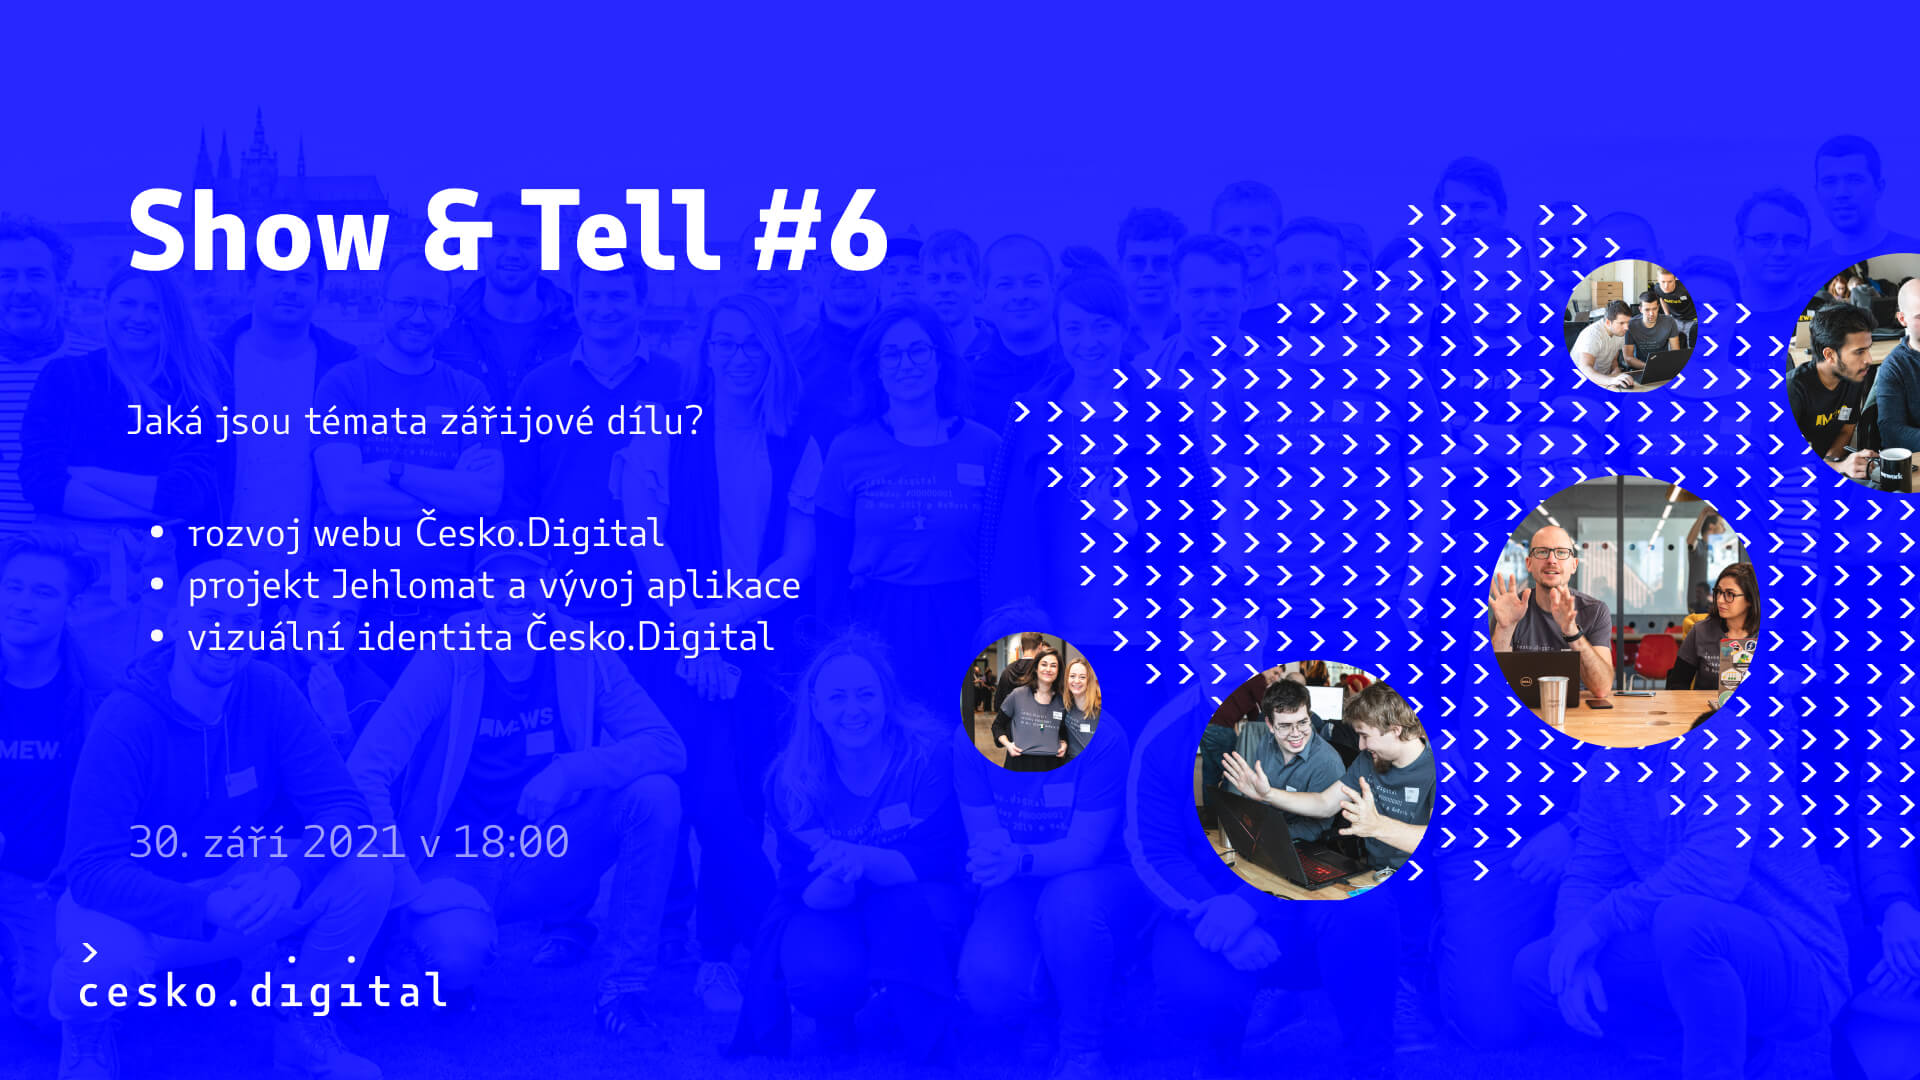 Show & Tell #6
Jaká jsou témata zářijové dílu?
• rozvoj webu Česko.Digital
• projekt Jehlomat a vývoj aplikace
• vizuální identita Česko.Digital
30. září 2021 v 18:00
cesko.digital